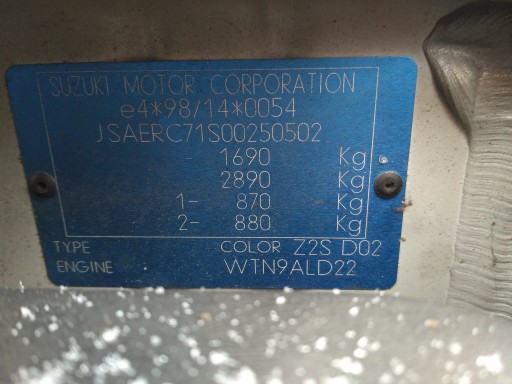 SUZUKI MOTOR CORPORATION
e4*98/14*0054
JSAERC71S00250502
- 1690 Kg
2890 Kg
1- 870 Kg
2- 880 Kg
TYPE COLOR Z2S D02
ENGINE WTN9ALD22